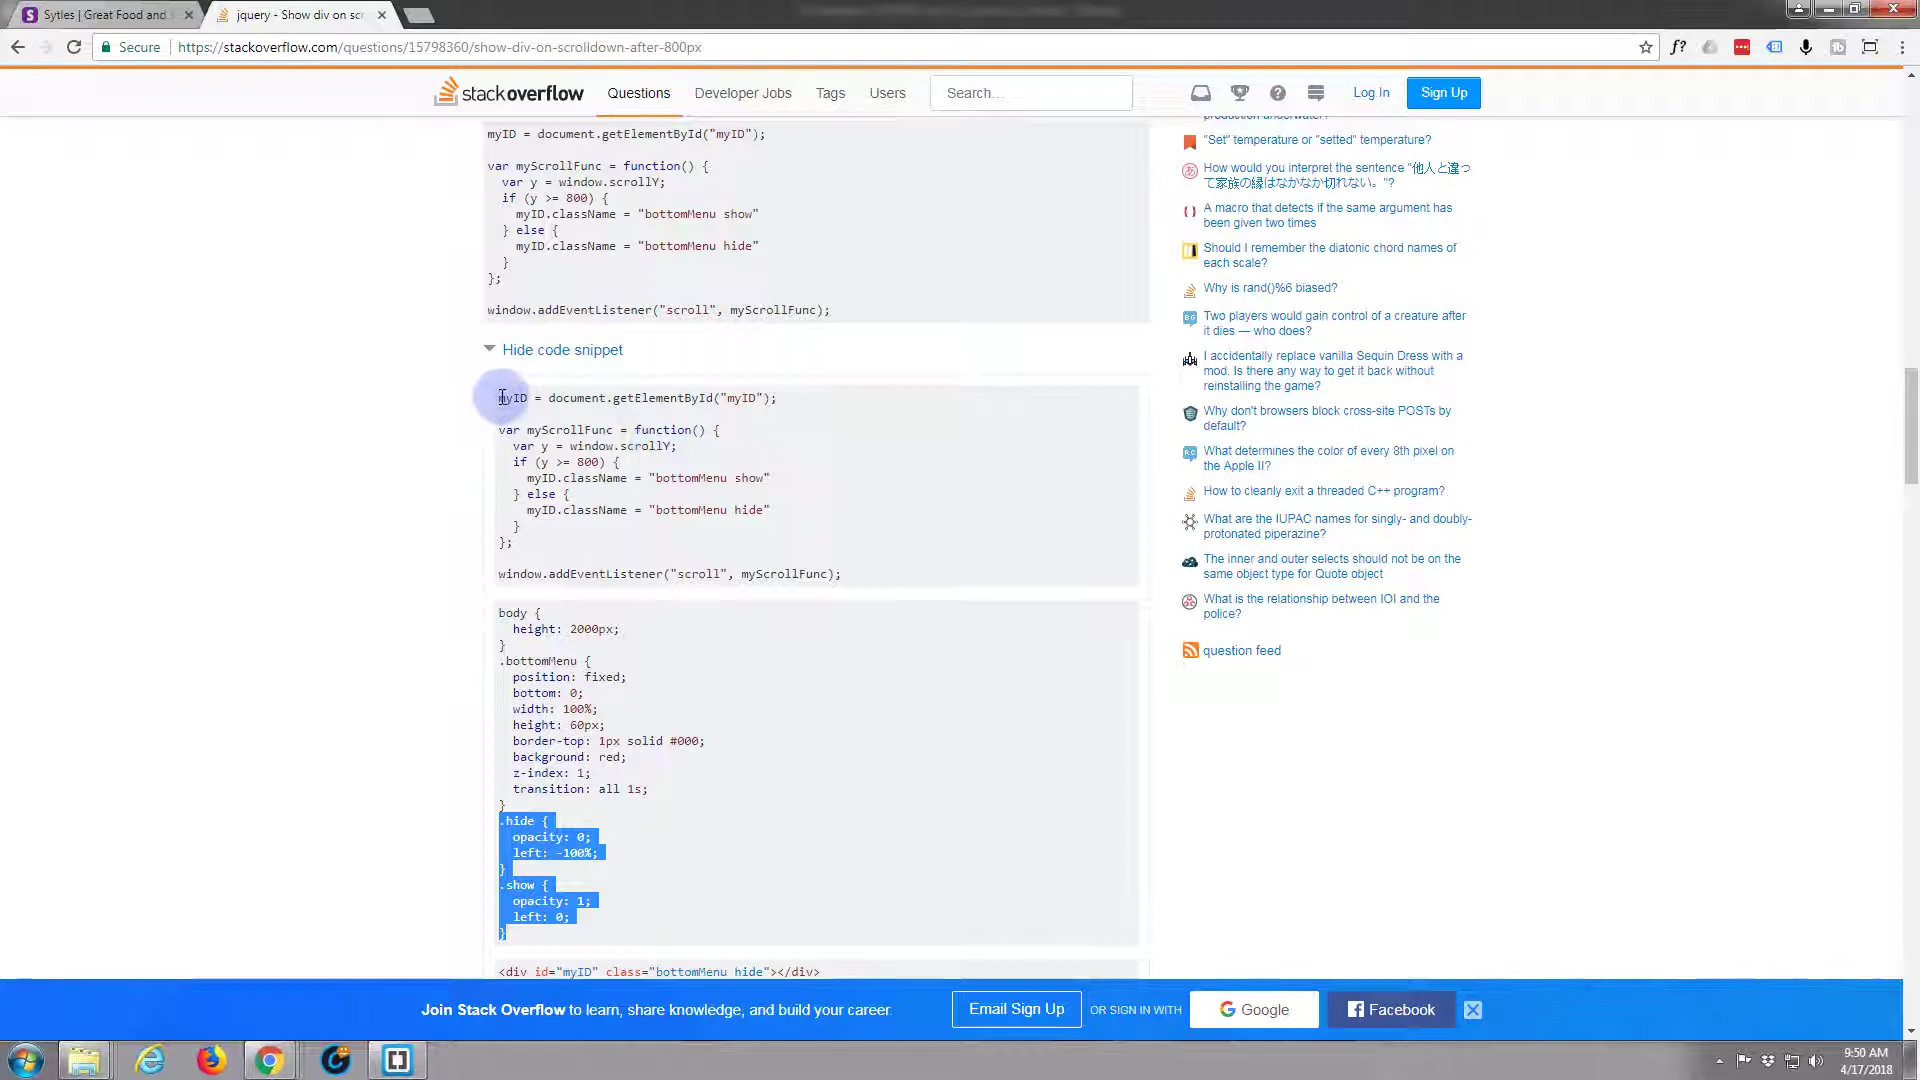 Sytles | Great Food and
jquery - Show div on scr
Secure
https://stackoverflow.com/questions/15798360/show-div-on-scrolldown-after-800px
f?
stackoverflow
Questions
Developer Jobs
Tags
Users
Search...
Log In
Sign Up
myID = document.getElementById("myID");
var myScrollFunc = function() {
var y = window.scrollY;
if (y >= 800) {
myID.className = "bottomMenu show"
} else {
myID.className = "bottomMenu hide"
}
};
window.addEventListener("scroll", myScrollFunc);
Hide code snippet
myID = document.getElementById("myID");
var myScrollFunc = function() {
var y = window.scrollY;
if (y >= 800) {
myID.className = "bottomMenu show"
} else {
myID.className = "bottomMenu hide"
}
};
window.addEventListener("scroll", myScrollFunc);
body {
height: 2000px;
}
.bottomMenu {
position: fixed;
bottom: 0;
width: 100%;
height: 60px;
border-top: 1px solid #000;
background: red;
z-index: 1;
transition: all 1s;
}
.hide {
opacity: 0;
left: -100%;
}
.show {
opacity: 1;
left: 0;
}
<div id="myID" class="bottomMenu hide"></div>
production underwater?
"Set" temperature or "setted" temperature?
How would you interpret the sentence "他人と違っ
て家族の縁はなかなか切れない。"?
A macro that detects if the same argument has
been given two times
Should I remember the diatonic chord names of
each scale?
Why is rand()%6 biased?
Two players would gain control of a creature after
it dies — who does?
I accidentally replace vanilla Sequin Dress with a
mod. Is there any way to get it back without
reinstalling the game?
Why don't browsers block cross-site POSTs by
default?
What determines the color of every 8th pixel on
the Apple II?
How to cleanly exit a threaded C++ program?
What are the IUPAC names for singly- and doubly-
protonated piperazine?
The inner and outer selects should not be on the
same object type for Quote object
What is the relationship between IOI and the
police?
question feed
Join Stack Overflow to learn, share knowledge, and build your career.
Email Sign Up
OR SIGN IN WITH
Google
Facebook
9:50 AM
4/17/2018